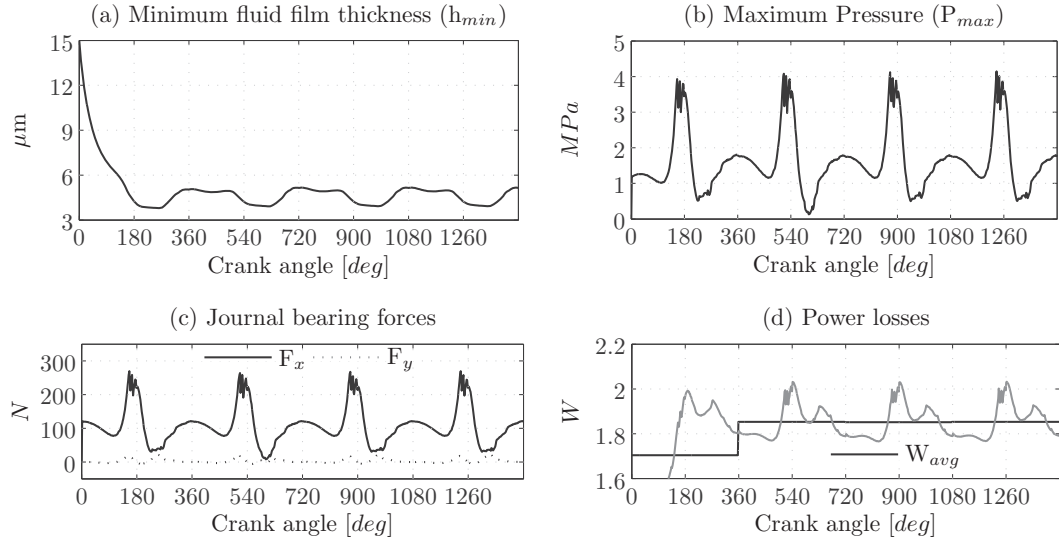 (a) Minimum fluid film thickness (h_min)
15
12
9
6
3
μm
0 180 360 540 720 900 1080 1260
Crank angle [deg]
(b) Maximum Pressure (P_max)
5
4
3
2
1
0
MPa
0 180 360 540 720 900 1080 1260
Crank angle [deg]
(c) Journal bearing forces
F_x F_y
300
200
100
0
N
0 180 360 540 720 900 1080 1260
Crank angle [deg]
(d) Power losses
2.2
2
1.8
1.6
W
W_avg
0 180 360 540 720 900 1080 1260
Crank angle [deg]